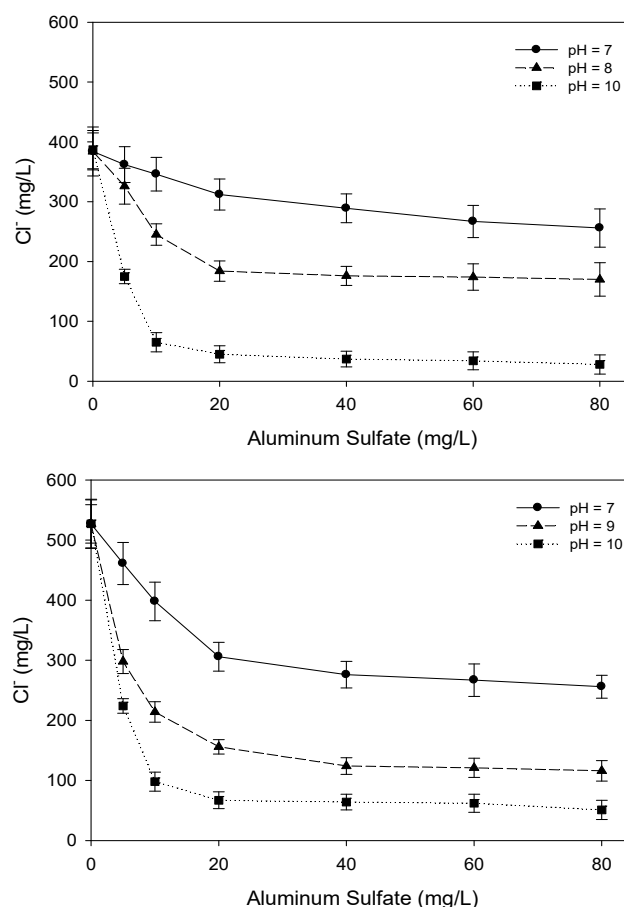 600
500
400
300
200
100
0
Cl⁻ (mg/L)
pH = 7
pH = 8
pH = 10
0 20 40 60 80
Aluminum Sulfate (mg/L)
600
500
400
300
200
100
0
Cl⁻ (mg/L)
pH = 7
pH = 9
pH = 10
0 20 40 60 80
Aluminum Sulfate (mg/L)